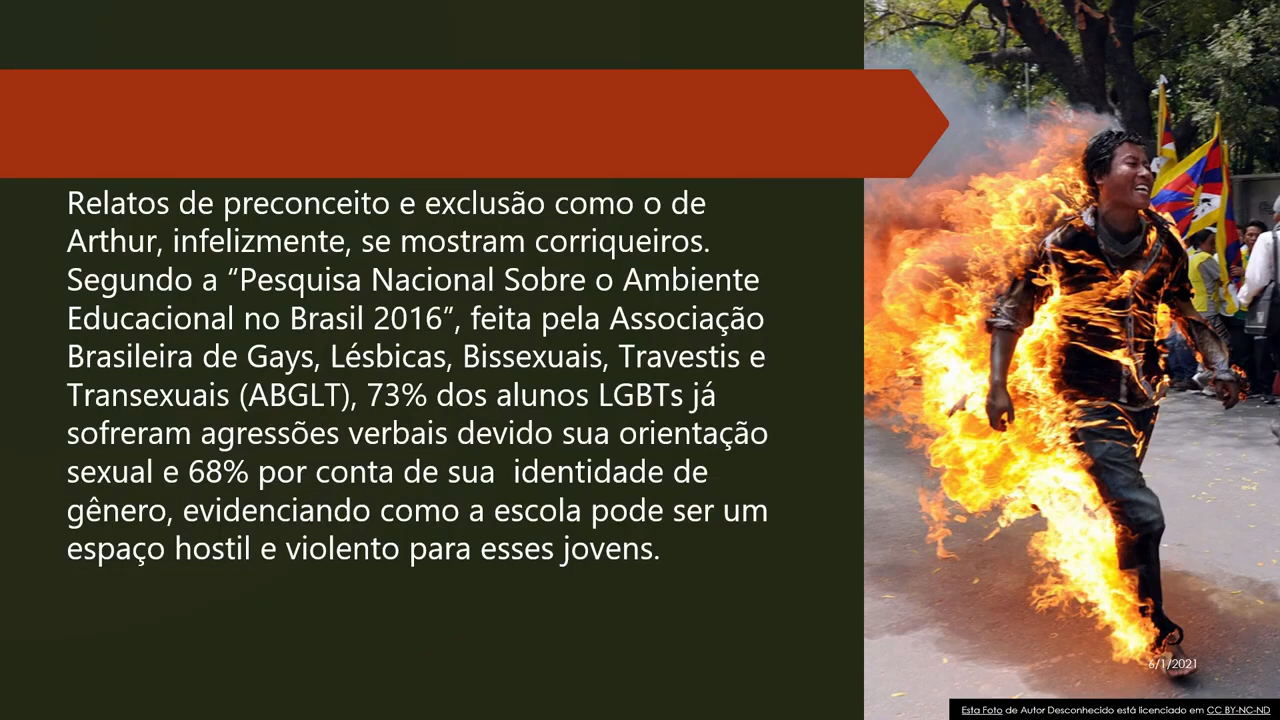 Relatos de preconceito e exclusão como o de
Arthur, infelizmente, se mostram corriqueiros.
Segundo a “Pesquisa Nacional Sobre o Ambiente
Educacional no Brasil 2016”, feita pela Associação
Brasileira de Gays, Lésbicas, Bissexuais, Travestis e
Transexuais (ABGLT), 73% dos alunos LGBTs já
sofreram agressões verbais devido sua orientação
sexual e 68% por conta de sua  identidade de
gênero, evidenciando como a escola pode ser um
espaço hostil e violento para esses jovens.
6/1/2021
Esta Foto de Autor Desconhecido está licenciado em CC BY-NC-ND